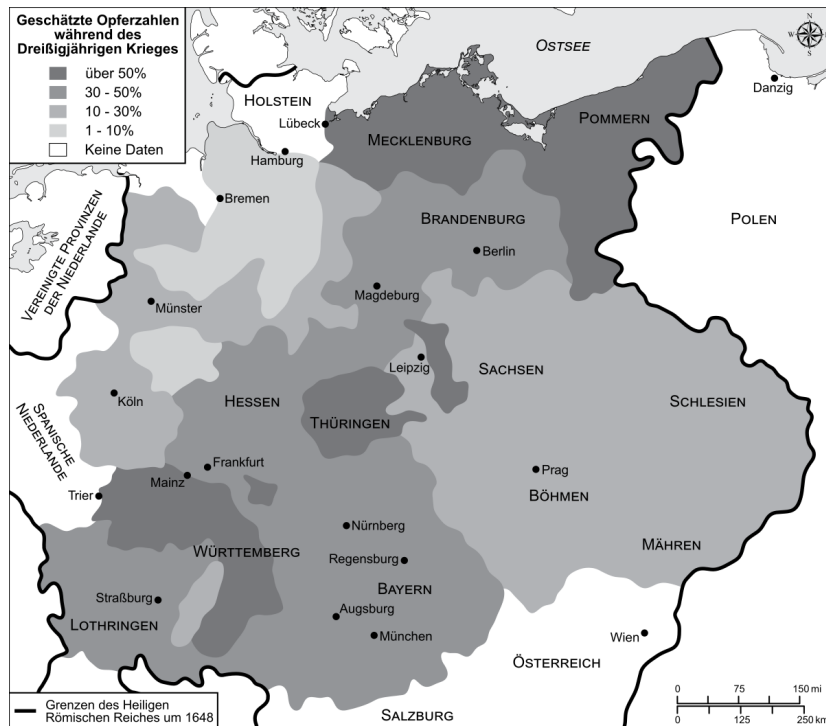 Geschätzte Opferzahlen
während des
Dreißigjährigen Krieges
über 50%
30 - 50%
10 - 30%
1 - 10%
Keine Daten
OSTSEE
N
W
E
S
HOLSTEIN
Danzig
Lübeck
MECKLENBURG
POMMERN
Hamburg
Bremen
BRANDENBURG
POLEN
VEREINIGTE PROVINZEN
DER NIEDERLANDE
Berlin
Magdeburg
Münster
Leipzig
SACHSEN
Köln
HESSEN
THÜRINGEN
SCHLESIEN
SPANISCHE
NIEDERLANDE
Frankfurt
Mainz
Prag
Trier
BÖHMEN
Nürnberg
WÜRTTEMBERG
MÄHREN
Regensburg
BAYERN
Straßburg
Augsburg
LOTHRINGEN
München
Wien
ÖSTERREICH
SALZBURG
Grenzen des Heiligen
Römischen Reiches um 1648
0 75 150 mi
0 125 250 km